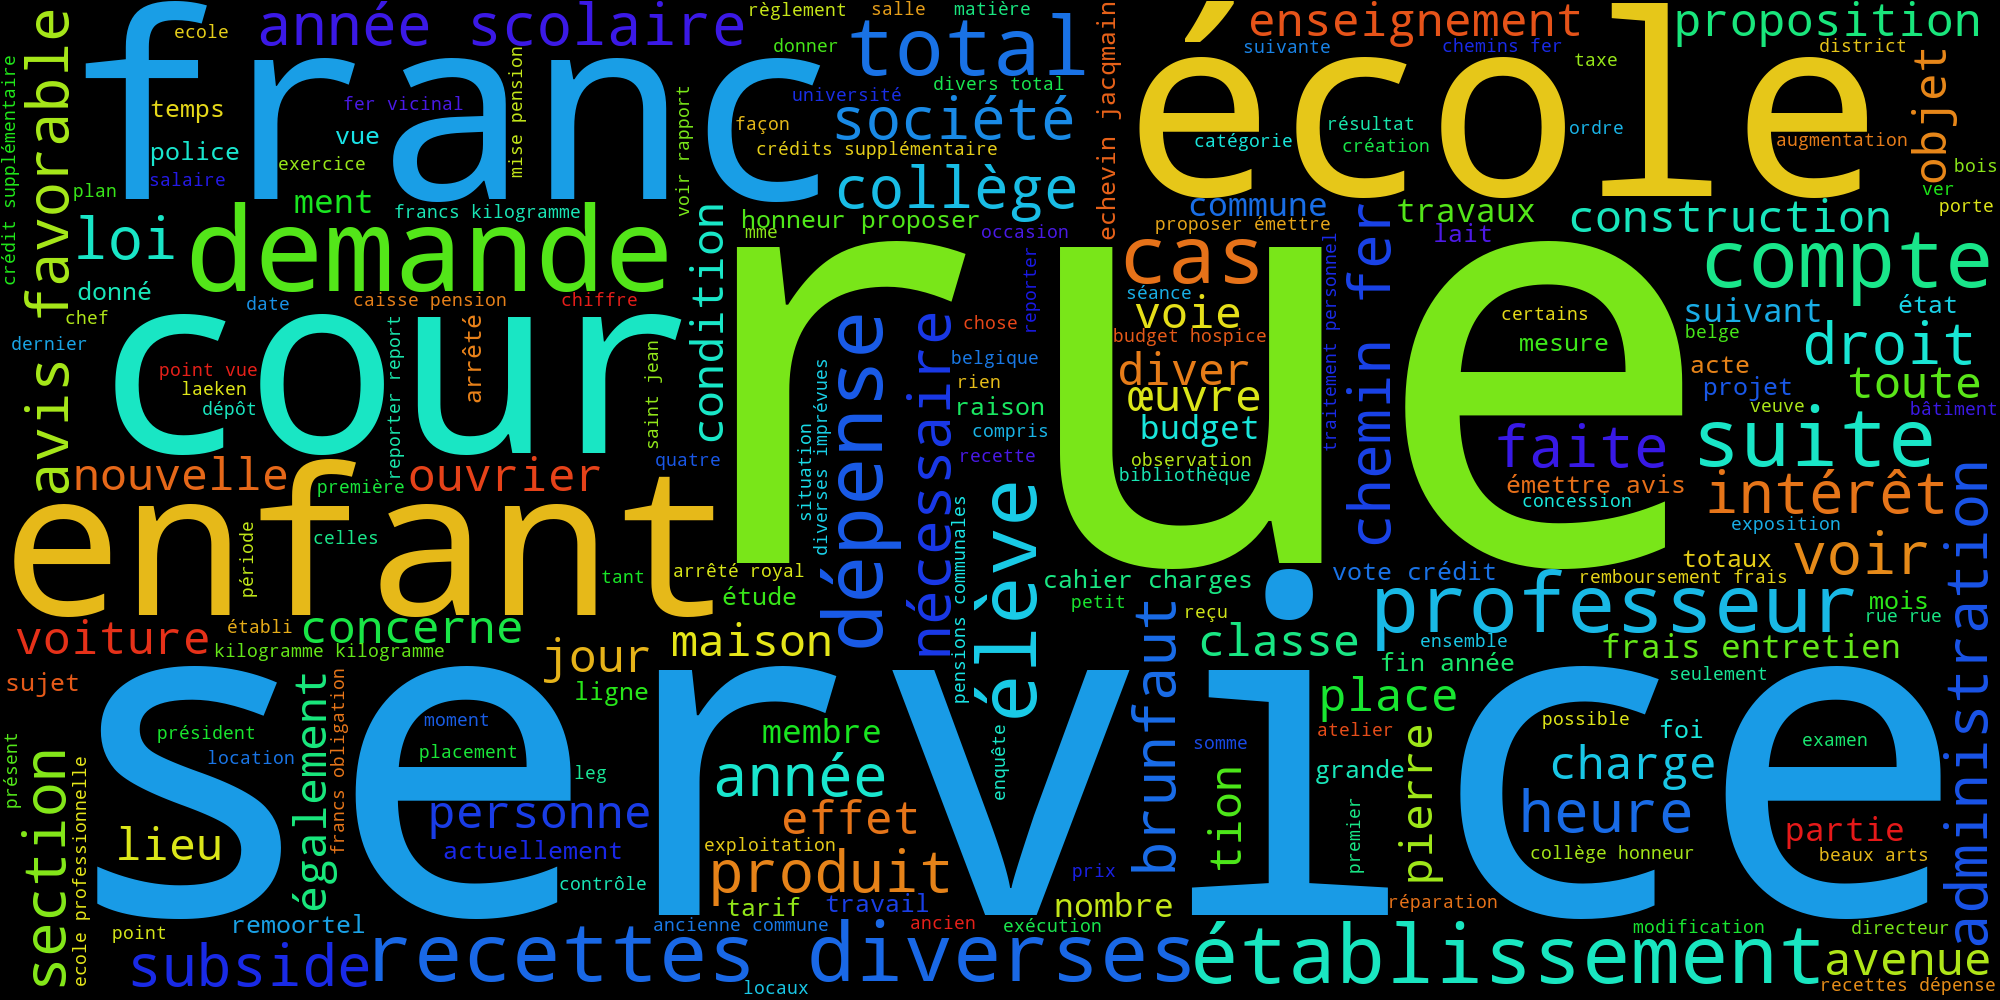 ecole
année scolaire
règlement
salle
matière
enseignement
proposition
franc
école
total
donner
suivante
chemins fer
district
taxe
objet
crédit supplémentaire
avis favorable
temps
fer vicinal
mise pension
université
divers total
société
echevin jacqmain
police
vue
façon
catégorie
résultat
ordre
création
augmentation
salaire
exercice
voir rapport
crédits supplémentaire
plan
ment
francs kilogramme
collège
commune
travaux
construction
bois
ver
porte
loi
demande
condition
honneur proposer
mme
occasion
proposer émettre
lait
cas
compte
donné
date
caisse pension
chiffre
rue
reporter
séance
voie
traitement personnel
chemin fer
certains
suivant
état
chef
cour
dernier
arrêté
reporter report
chose
budget hospice
mesure
belge
droit
point vue
laeken
dépôt
saint jean
diverses imprévues
situation
dépense
nécessaire
belgique
rien
raison
compris
recette
diver
œuvre
budget
observation
bibliothèque
acte
projet
toute
veuve
bâtiment
faite
suite
nouvelle
première
ouvrier
quatre
émettre avis
concession
intérêt
exposition
administration
enfant
période
celles
tant
arrêté royal
étude
pensions communales
élève
cahier charges
petit
reçu
vote crédit
totaux
remboursement frais
voir
professeur
mois
rue rue
voiture
établi
concerne
kilogramme kilogramme
jour
maison
brunfaut
classe
ensemble
fin année
frais entretien
seulement
sujet
service
également
francs obligation
ligne
place
président
location
moment
placement
leg
membre
année
enquête
somme
atelier
grande
pierre
possible
foi
examen
charge
présent
section
ecole professionnelle
lieu
personne
actuellement
effet
exploitation
produit
contrôle
prix
tion
premier
heure
partie
collège honneur
beaux arts
tarif
travail
nombre
réparation
remoortel
point
ancienne commune
ancien
exécution
modification
directeur
subside
recettes diverses
établissement
avenue
locaux
recettes dépense